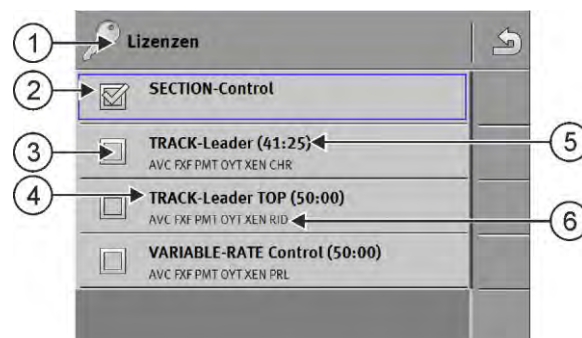 1
Lizenzen
2
SECTION-Control
3
TRACK-Leader (41:25)
5
AVC FXF PMT OYT XEN CHR
4
TRACK-Leader TOP (50:00)
AVC FXF PMT OYT XEN RID
6
VARIABLE-RATE Control (50:00)
AVC FXF PMT OYT XEN PRL